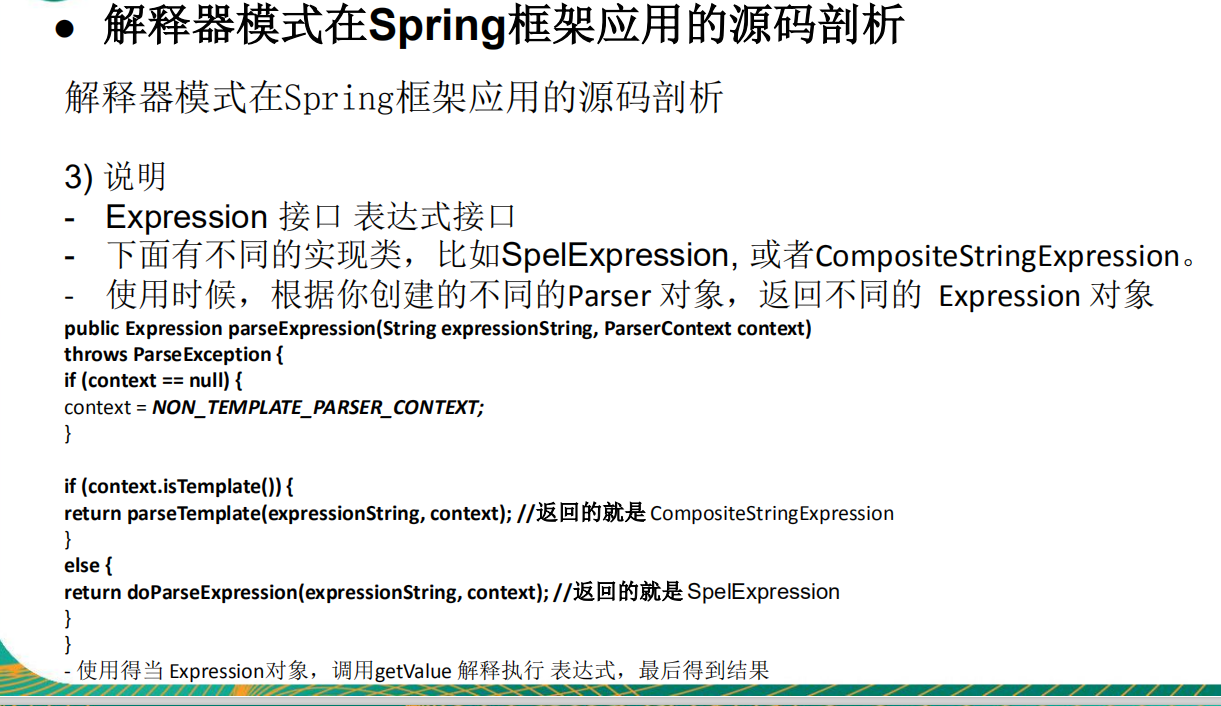 ● 解释器模式在Spring框架应用的源码剖析
解释器模式在Spring框架应用的源码剖析
3) 说明
- Expression 接口 表达式接口
- 下面有不同的实现类，比如SpelExpression, 或者CompositeStringExpression。
- 使用时候，根据你创建的不同的Parser 对象，返回不同的 Expression 对象
public Expression parseExpression(String expressionString, ParserContext context)
throws ParseException {
if (context == null) {
context = NON_TEMPLATE_PARSER_CONTEXT;
}
if (context.isTemplate()) {
return parseTemplate(expressionString, context); //返回的就是 CompositeStringExpression
}
else {
return doParseExpression(expressionString, context); //返回的就是 SpelExpression
}
}
- 使用得当 Expression对象，调用getValue 解释执行 表达式，最后得到结果